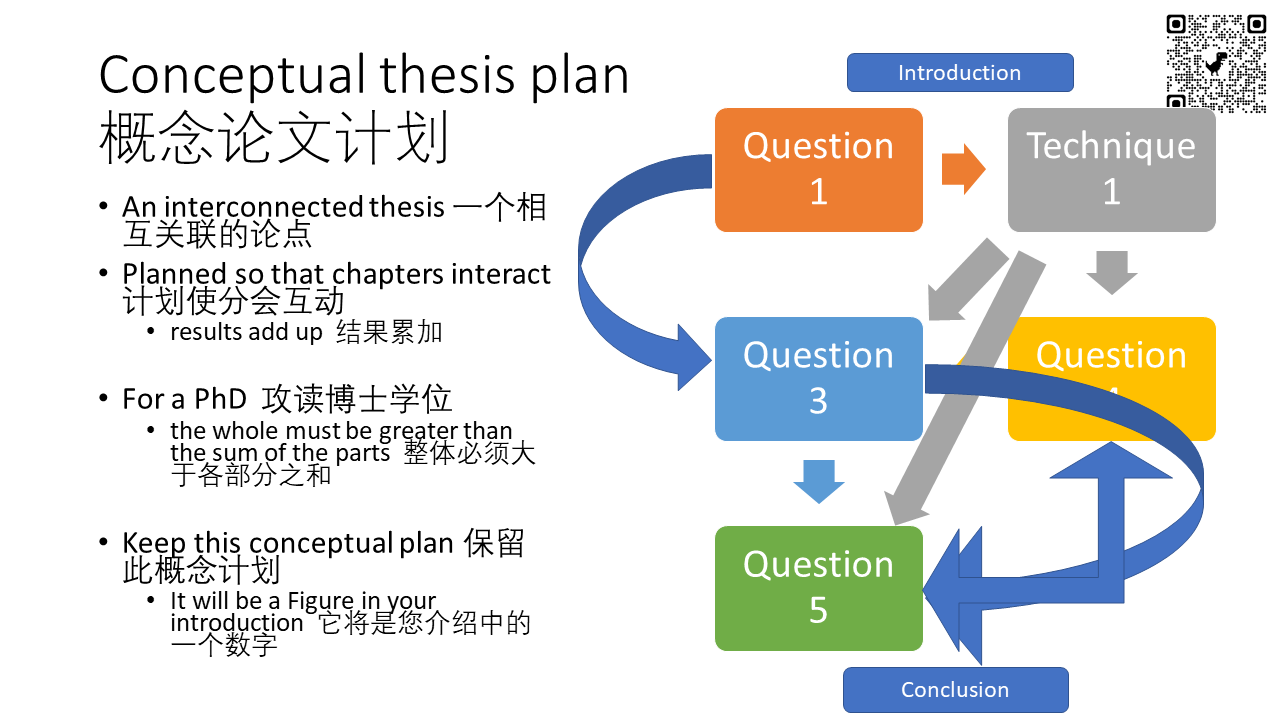 Conceptual thesis plan
概念论文计划
• An interconnected thesis 一个相
互关联的论点
• Planned so that chapters interact
计划使分会互动
• results add up 结果累加
• For a PhD 攻读博士学位
• the whole must be greater than
the sum of the parts 整体必须大
于各部分之和
• Keep this conceptual plan 保留
此概念计划
• It will be a Figure in your
introduction 它将是您介绍中的
一个数字
Introduction
Question
1
Technique
1
Question
3
Question
4
Question
5
Conclusion